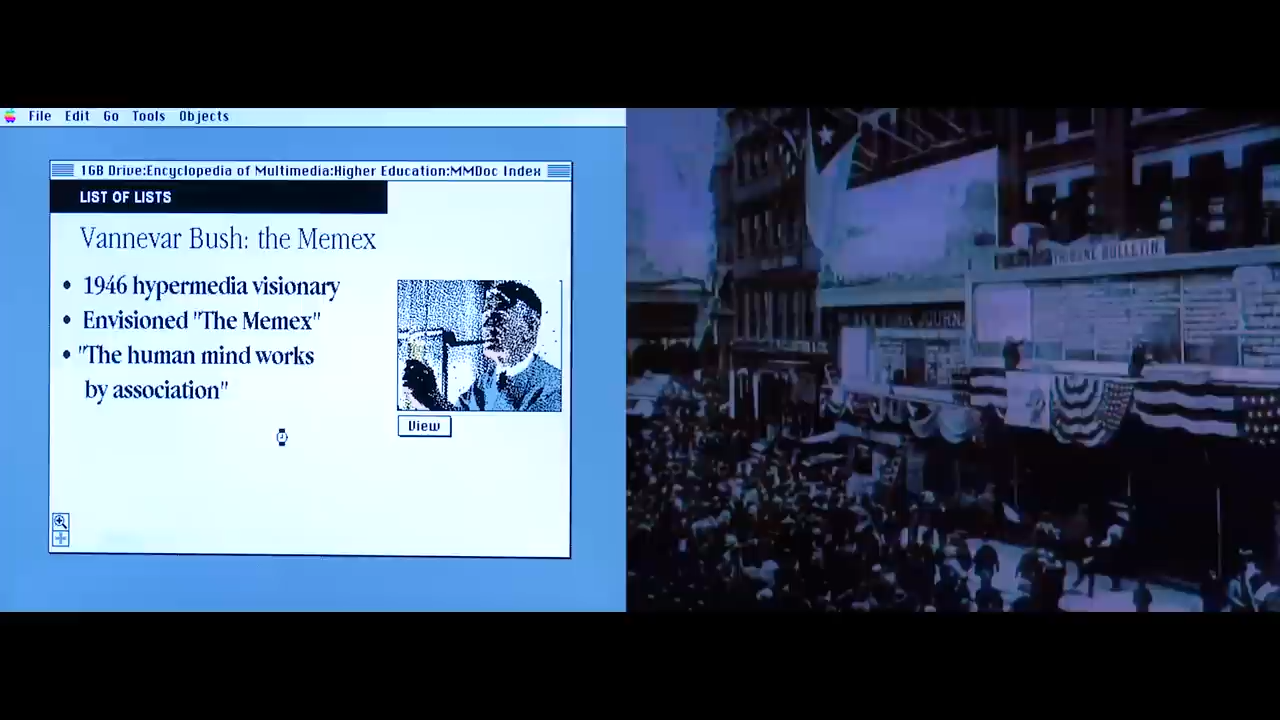 File Edit Go Tools Objects
1GB Drive:Encyclopedia of Multimedia:Higher Education:MMDoc Index
LIST OF LISTS
Vannevar Bush: the Memex
• 1946 hypermedia visionary
• Envisioned "The Memex"
• "The human mind works
by association"
View
BULLETIN